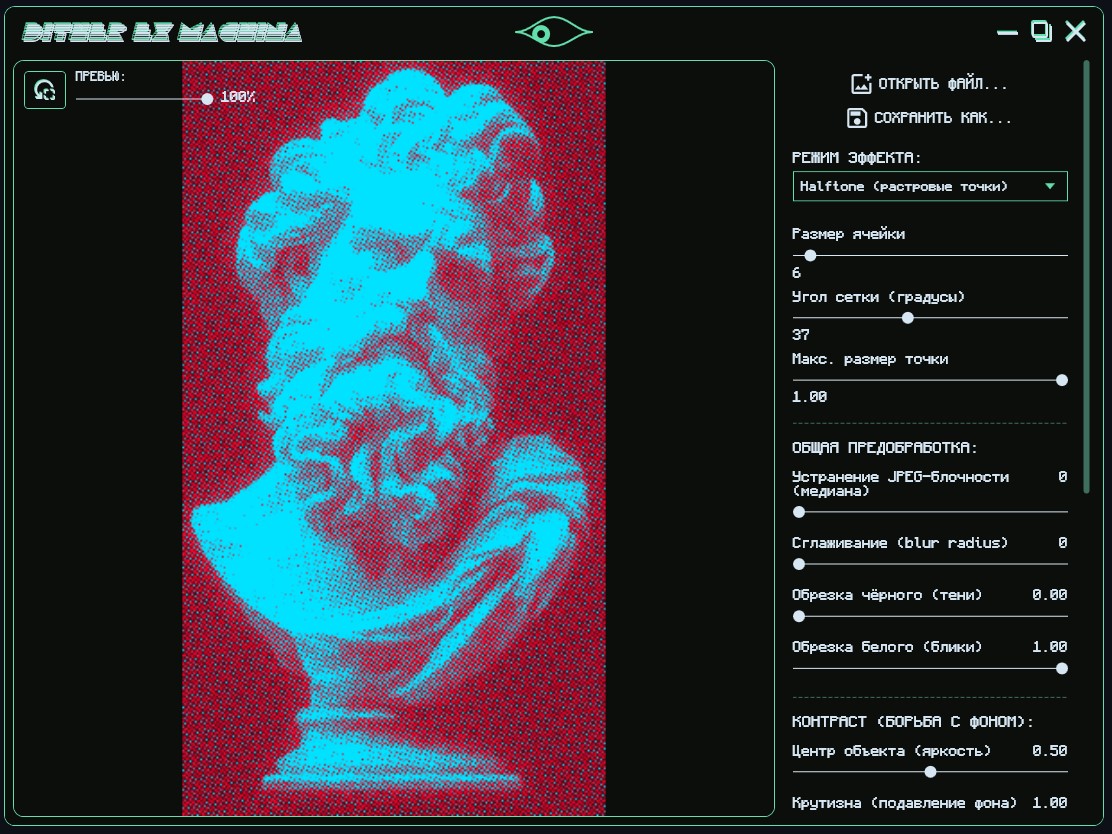 DITHER EX MACHINA
ПРЕВЬЮ:
100%
ОТКРЫТЬ ФАЙЛ...
СОХРАНИТЬ КАК...
РЕЖИМ ЭФФЕКТА:
Halftone (растровые точки)
Размер ячейки
6
Угол сетки (градусы)
37
Макс. размер точки
1.00
ОБЩАЯ ПРЕДОБРАБОТКА:
Устранение JPEG-блочности 0
(медиана)
Сглаживание (blur radius) 0
Обрезка чёрного (тени) 0.00
Обрезка белого (блики) 1.00
КОНТРАСТ (БОРЬБА С ФОНОМ):
Центр объекта (яркость) 0.50
Крутизна (подавление фона) 1.00